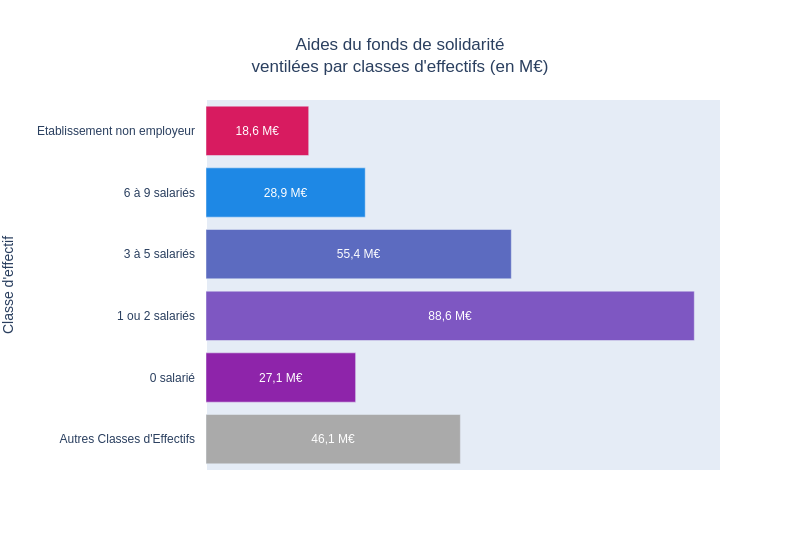 Aides du fonds de solidarité
ventilées par classes d'effectifs (en M€)
Classe d'effectif
Etablissement non employeur
18,6 M€
6 à 9 salariés
28,9 M€
3 à 5 salariés
55,4 M€
1 ou 2 salariés
88,6 M€
0 salarié
27,1 M€
Autres Classes d'Effectifs
46,1 M€